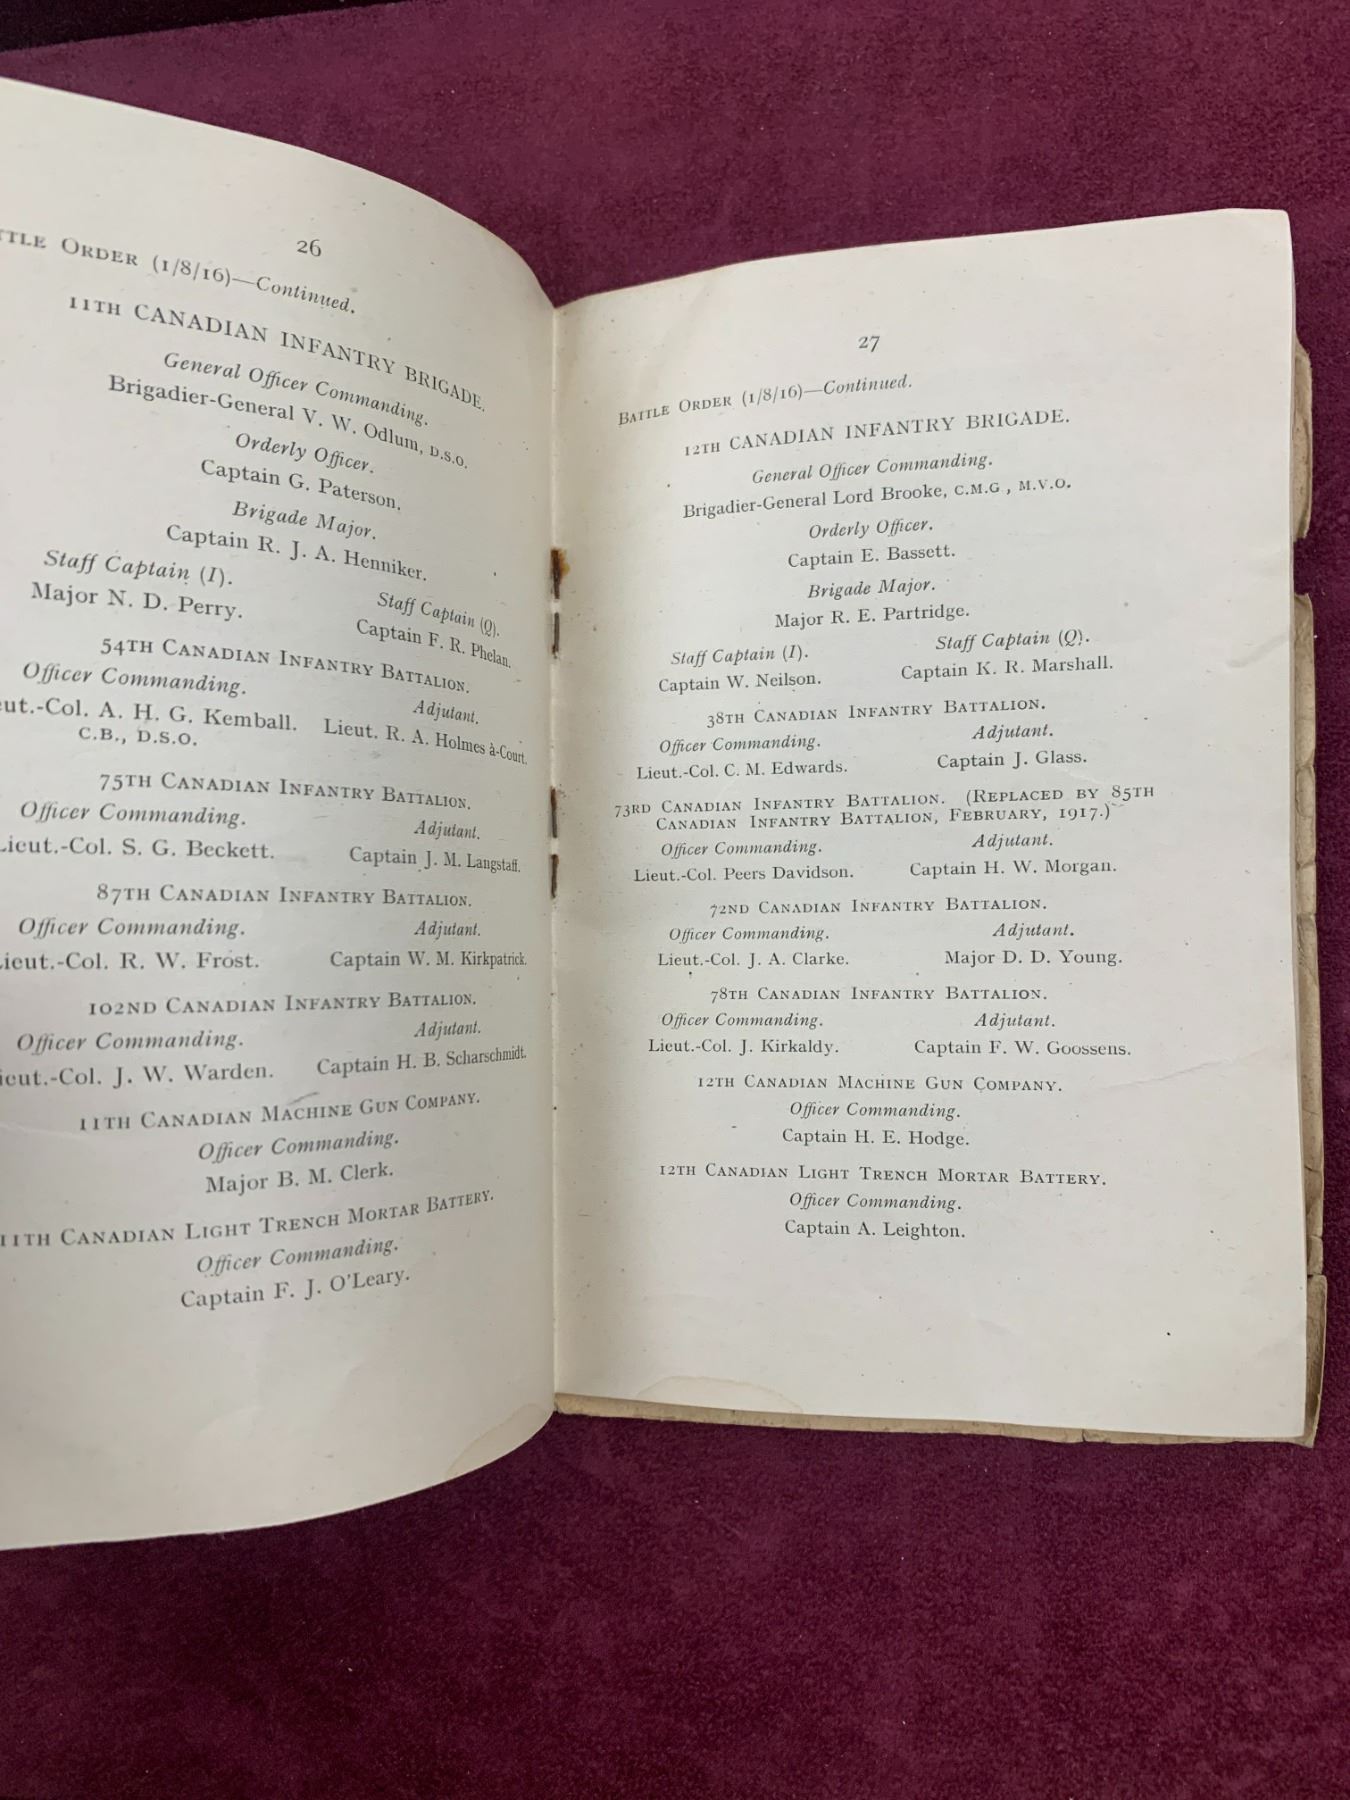 26
Order (1/8/16)—Continued.
11th CANADIAN INFANTRY BRIGADE.
General Officer Commanding.
Brigadier-General V. W. Odlum, D.S.O.
Orderly Officer.
Captain G. Paterson.
Brigade Major.
Captain R. J. A. Henniker.
Staff Captain (I). Staff Captain (Q).
Major N. D. Perry. Captain F. R. Phelan.
54th Canadian Infantry Battalion.
Officer Commanding. Adjutant.
A. H. G. Kemball. Lieut. R. A. Holmes à-Court.
C.B., D.S.O.
75th Canadian Infantry Battalion.
Officer Commanding. Adjutant.
Lieut.-Col. S. G. Beckett. Captain J. M. Langstaff.
87th Canadian Infantry Battalion.
Officer Commanding. Adjutant.
Lieut.-Col. R. W. Frost. Captain W. M. Kirkpatrick.
102nd Canadian Infantry Battalion.
Officer Commanding. Adjutant.
Lieut.-Col. J. W. Warden. Captain H. B. Scharschmidt.
11th Canadian Machine Gun Company.
Officer Commanding.
Major B. M. Clerk.
11th Canadian Light Trench Mortar Battery.
Officer Commanding.
Captain F. J. O'Leary.
27
Battle Order (1/8/16)—Continued.
12th CANADIAN INFANTRY BRIGADE.
General Officer Commanding.
Brigadier-General Lord Brooke, C.M.G , M.V.O.
Orderly Officer.
Captain E. Bassett.
Brigade Major.
Major R. E. Partridge.
Staff Captain (I). Staff Captain (Q).
Captain W. Neilson. Captain K. R. Marshall.
38th Canadian Infantry Battalion.
Officer Commanding. Adjutant.
Lieut.-Col. C. M. Edwards. Captain J. Glass.
73rd Canadian Infantry Battalion. (Replaced by 85th
Canadian Infantry Battalion, February, 1917.)
Officer Commanding. Adjutant.
Lieut.-Col. Peers Davidson. Captain H. W. Morgan.
72nd Canadian Infantry Battalion.
Officer Commanding. Adjutant.
Lieut.-Col. J. A. Clarke. Major D. D. Young.
78th Canadian Infantry Battalion.
Officer Commanding. Adjutant.
Lieut.-Col. J. Kirkaldy. Captain F. W. Goossens.
12th Canadian Machine Gun Company.
Officer Commanding.
Captain H. E. Hodge.
12th Canadian Light Trench Mortar Battery.
Officer Commanding.
Captain A. Leighton.